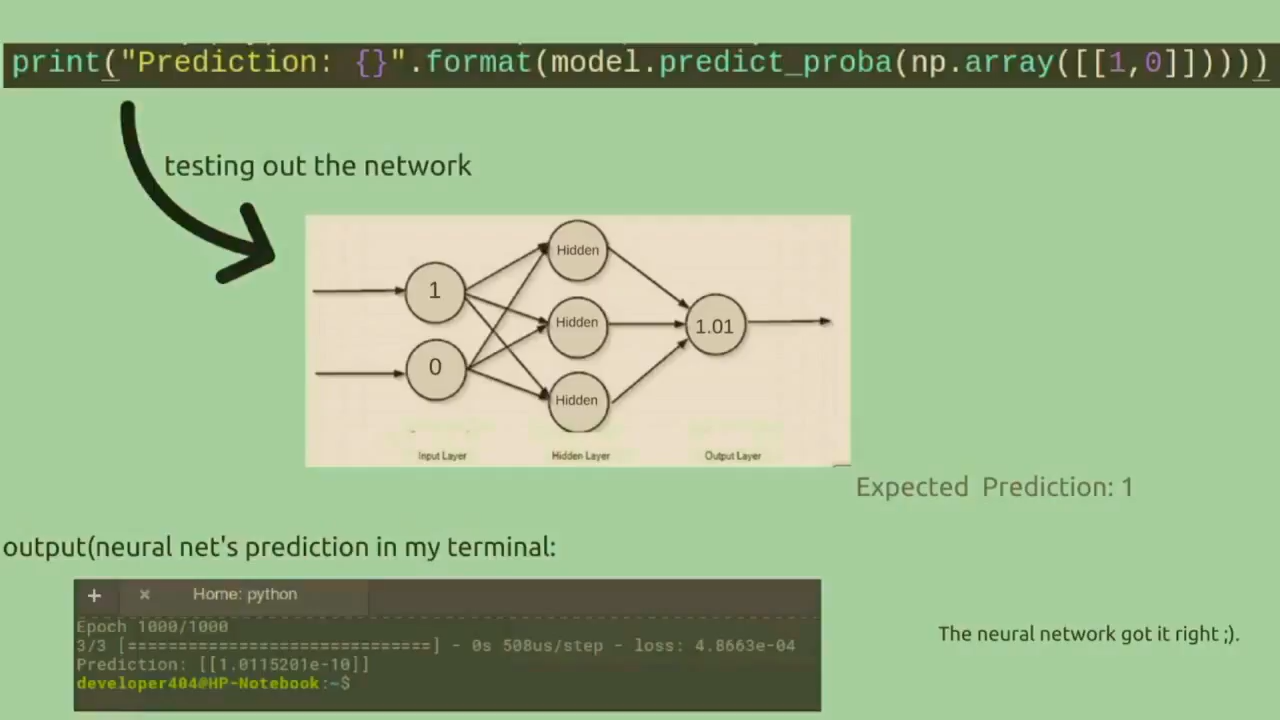 print("Prediction: {}".format(model.predict_proba(np.array([[1,0]]))))
testing out the network
Hidden
1
Hidden
1.01
0
Hidden
Input Layer
Hidden Layer
Output Layer
Expected Prediction: 1
output(neural net's prediction in my terminal:
+ × Home: python
Epoch 1000/1000
3/3 [==============================] - 0s 508us/step - loss: 4.8663e-04
Prediction: [[1.0115201e-10]]
developer404@HP-Notebook:~$
The neural network got it right ;).